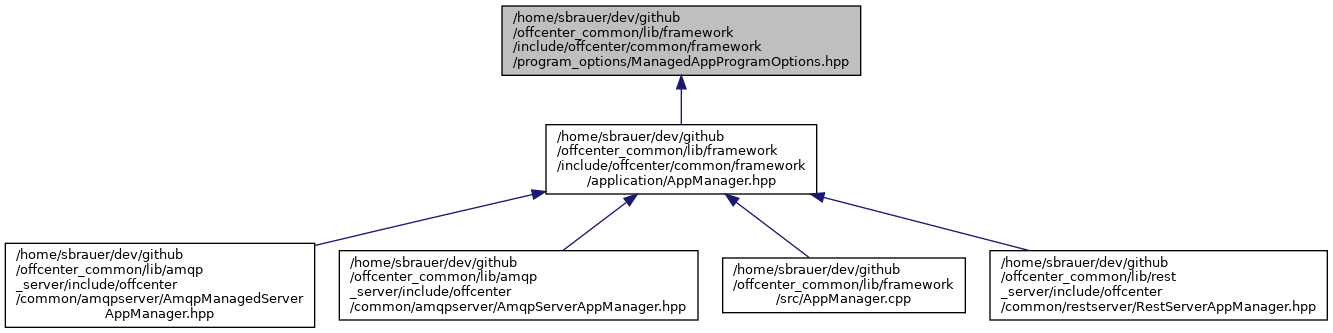 /home/sbrauer/dev/github
/offcenter_common/lib/framework
/include/offcenter/common/framework
/program_options/ManagedAppProgramOptions.hpp
/home/sbrauer/dev/github
/offcenter_common/lib/framework
/include/offcenter/common/framework
/application/AppManager.hpp
/home/sbrauer/dev/github
/offcenter_common/lib/amqp
_server/include/offcenter
/common/amqpserver/AmqpManagedServer
AppManager.hpp
/home/sbrauer/dev/github
/offcenter_common/lib/amqp
_server/include/offcenter
/common/amqpserver/AmqpServerAppManager.hpp
/home/sbrauer/dev/github
/offcenter_common/lib/framework
/src/AppManager.cpp
/home/sbrauer/dev/github
/offcenter_common/lib/rest
_server/include/offcenter
/common/restserver/RestServerAppManager.hpp